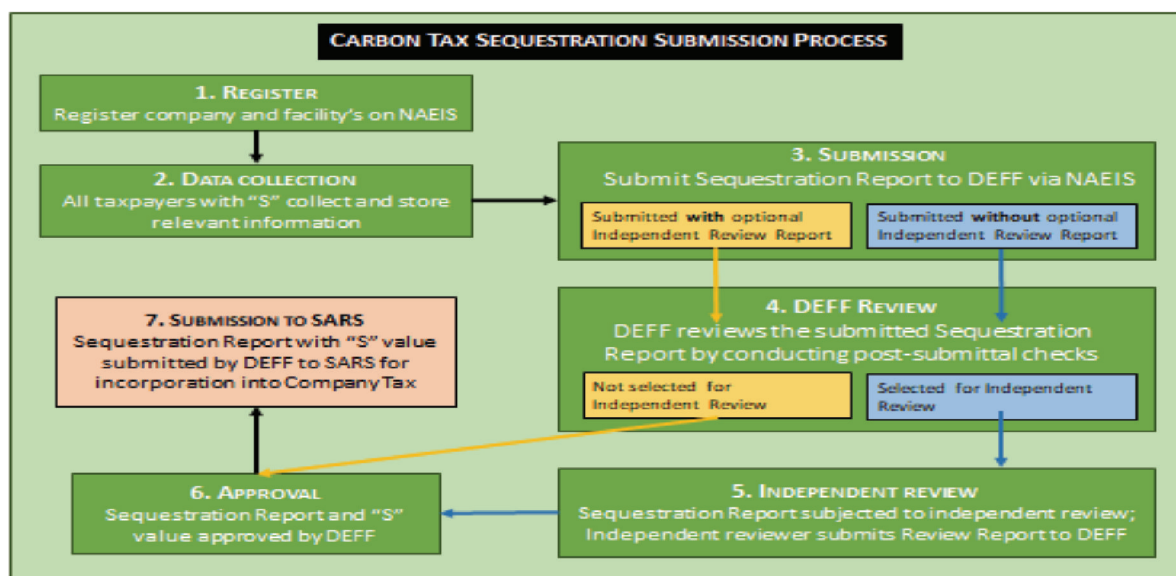 CARBON TAX SEQUESTRATION SUBMISSION PROCESS
1. REGISTER
Register company and facility's on NAEIS
2. DATA COLLECTION
All taxpayers with "S" collect and store
relevant information
3. SUBMISSION
Submit Sequestration Report to DEFF via NAEIS
Submitted with optional
Independent Review Report
Submitted without optional
Independent Review Report
4. DEFF REVIEW
DEFF reviews the submitted Sequestration
Report by conducting post-submittal checks
Not selected for
Independent Review
Selected for Independent
Review
5. INDEPENDENT REVIEW
Sequestration Report subjected to independent review;
Independent reviewer submits Review Report to DEFF
6. APPROVAL
Sequestration Report and "S"
value approved by DEFF
7. SUBMISSION TO SARS
Sequestration Report with "S" value
submitted by DEFF to SARS for
incorporation into Company Tax